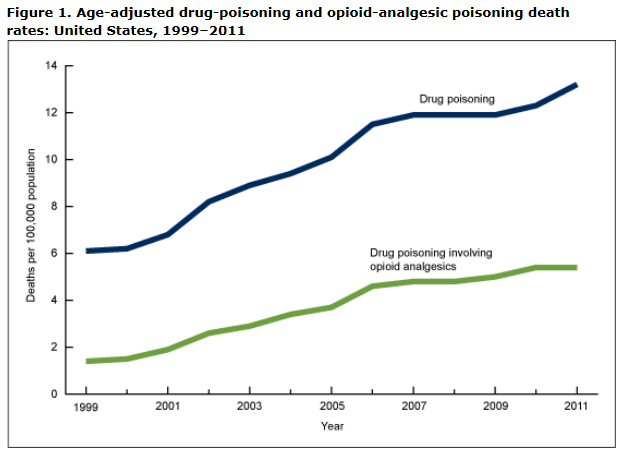 Figure 1. Age-adjusted drug-poisoning and opioid-analgesic poisoning death
rates: United States, 1999–2011
14
12
10
8
6
4
2
0
Deaths per 100,000 population
Drug poisoning
Drug poisoning involving
opioid analgesics
1999
2001
2003
2005
2007
2009
2011
Year